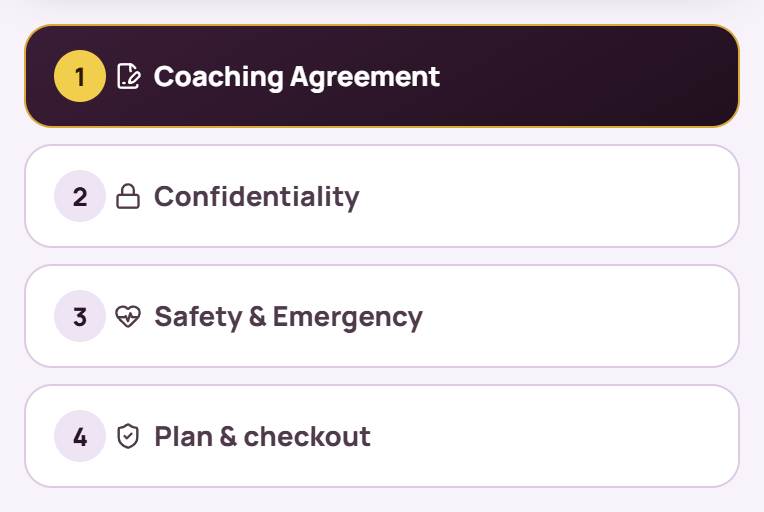 1 Coaching Agreement
2 Confidentiality
3 Safety & Emergency
4 Plan & checkout